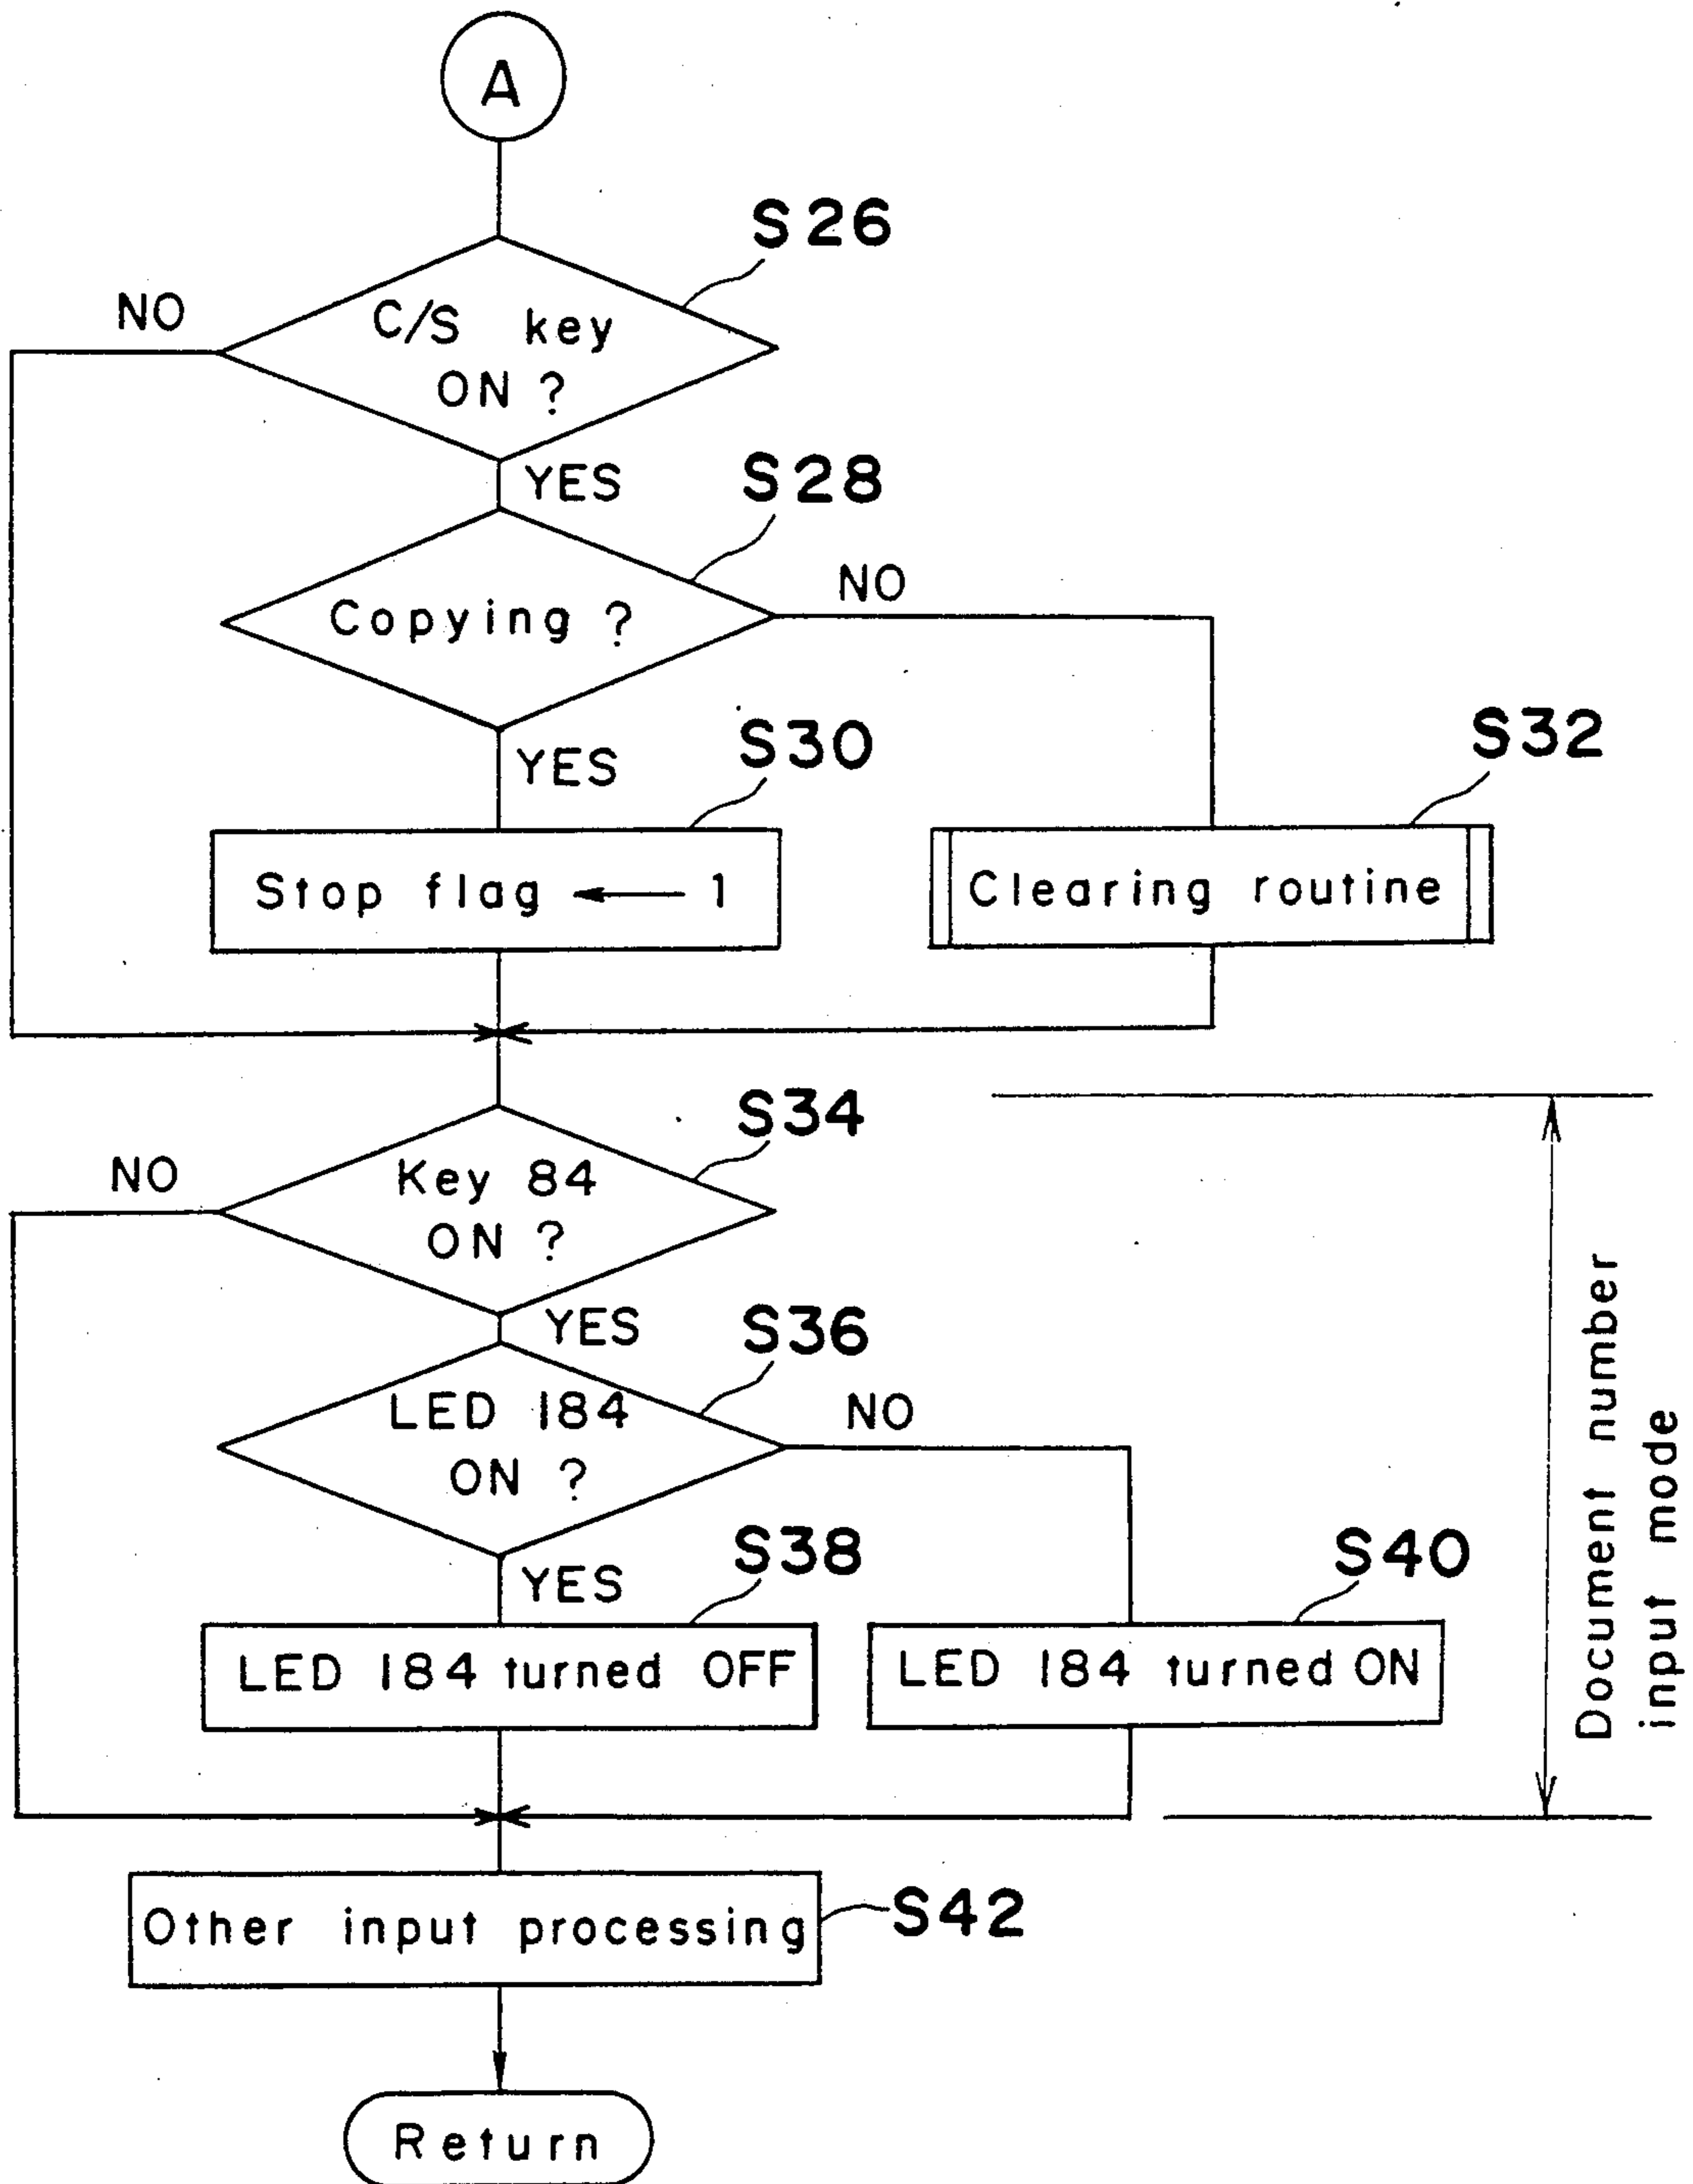 A
S26
NO
C/S key
ON ?
YES
S28
NO
Copying ?
YES
S30
S32
Stop flag ← 1
Clearing routine
S34
NO
Key 84
ON ?
YES
S36
NO
LED 184
ON ?
YES
S38
S40
LED 184 turned OFF
LED 184 turned ON
Document number
input mode
Other input processing
S42
Return